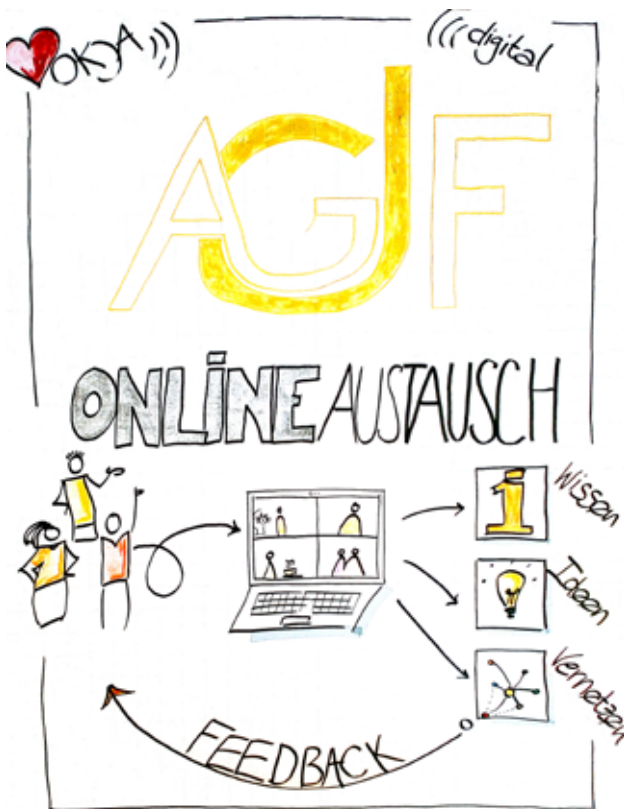 OKJA
digital
AGJF
ONLINE AUSTAUSCH
i
Wissen
Ideen
Vernetzen
FEEDBACK